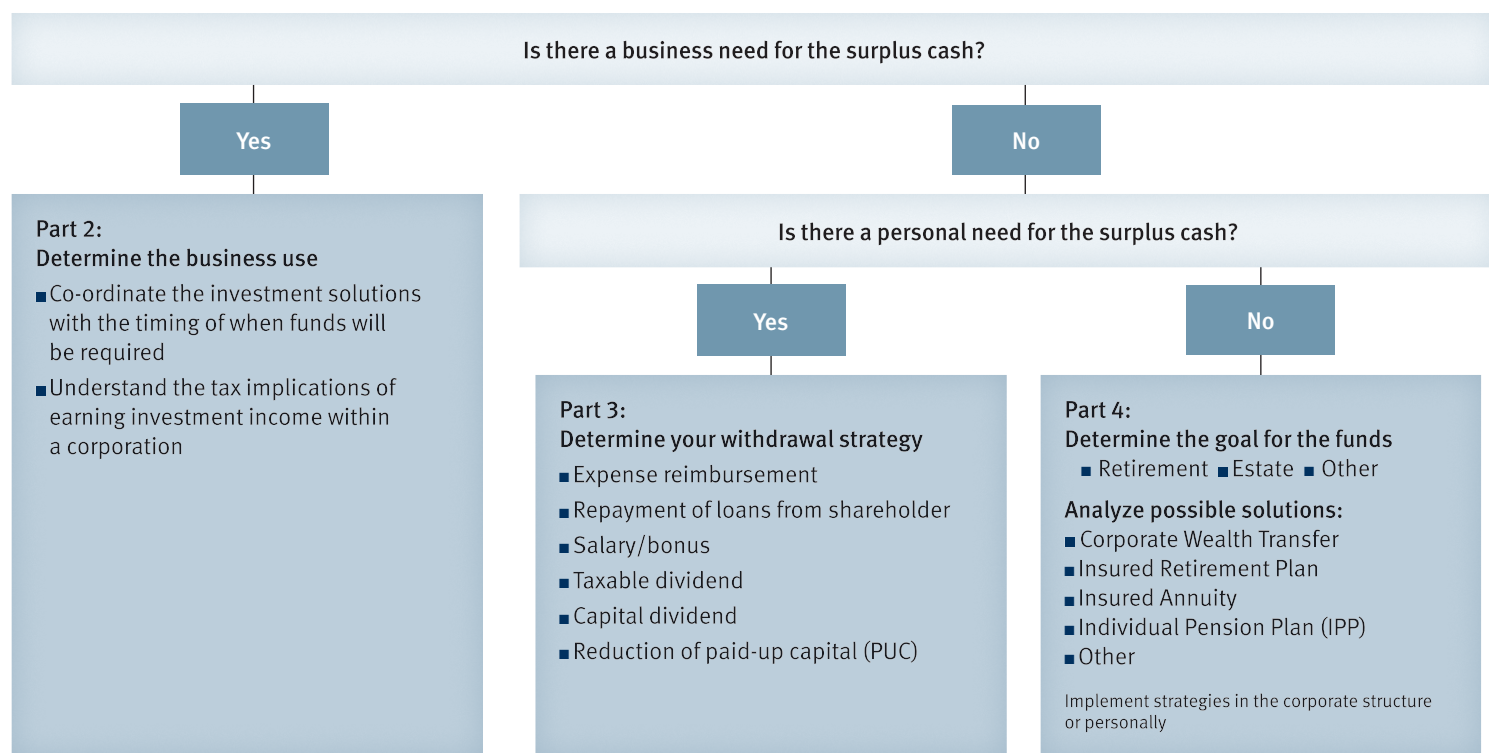 Is there a business need for the surplus cash?
Yes
No
Part 2:
Determine the business use
■ Co-ordinate the investment solutions
with the timing of when funds will
be required
■ Understand the tax implications of
earning investment income within
a corporation
Is there a personal need for the surplus cash?
Yes
No
Part 3:
Determine your withdrawal strategy
■ Expense reimbursement
■ Repayment of loans from shareholder
■ Salary/bonus
■ Taxable dividend
■ Capital dividend
■ Reduction of paid-up capital (PUC)
Part 4:
Determine the goal for the funds
■ Retirement ■ Estate ■ Other
Analyze possible solutions:
■ Corporate Wealth Transfer
■ Insured Retirement Plan
■ Insured Annuity
■ Individual Pension Plan (IPP)
■ Other
Implement strategies in the corporate structure
or personally